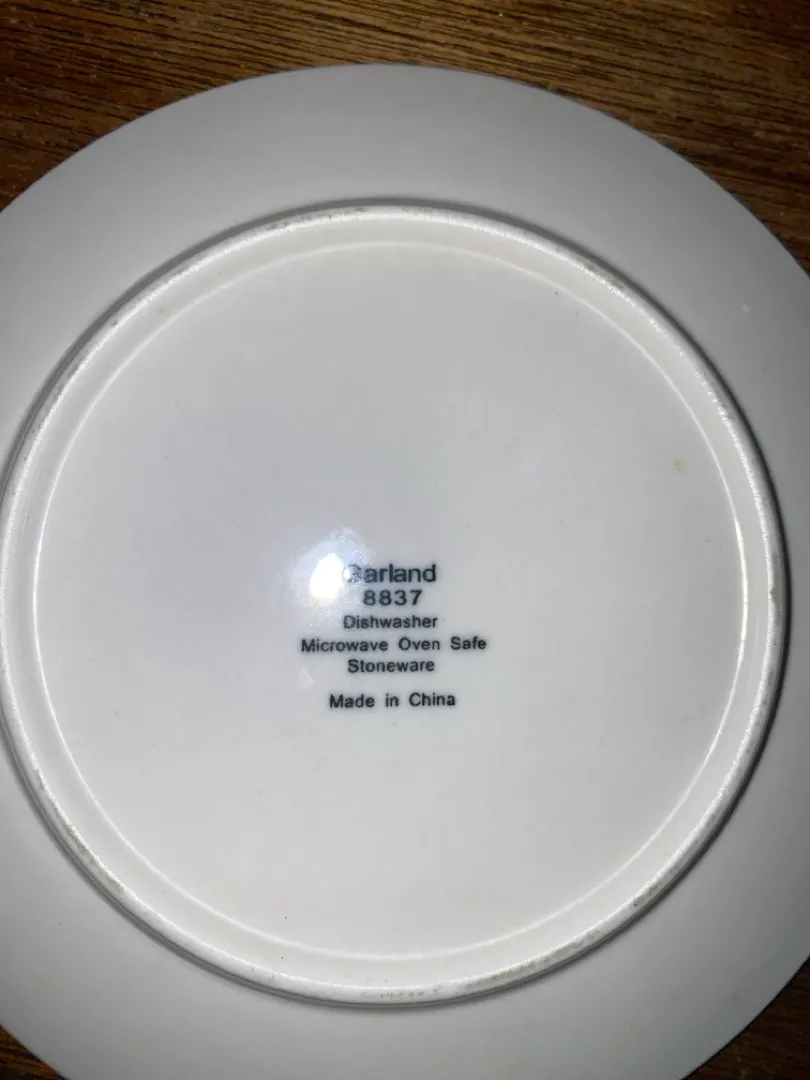 Garland
8837
Dishwasher
Microwave Oven Safe
Stoneware
Made in China